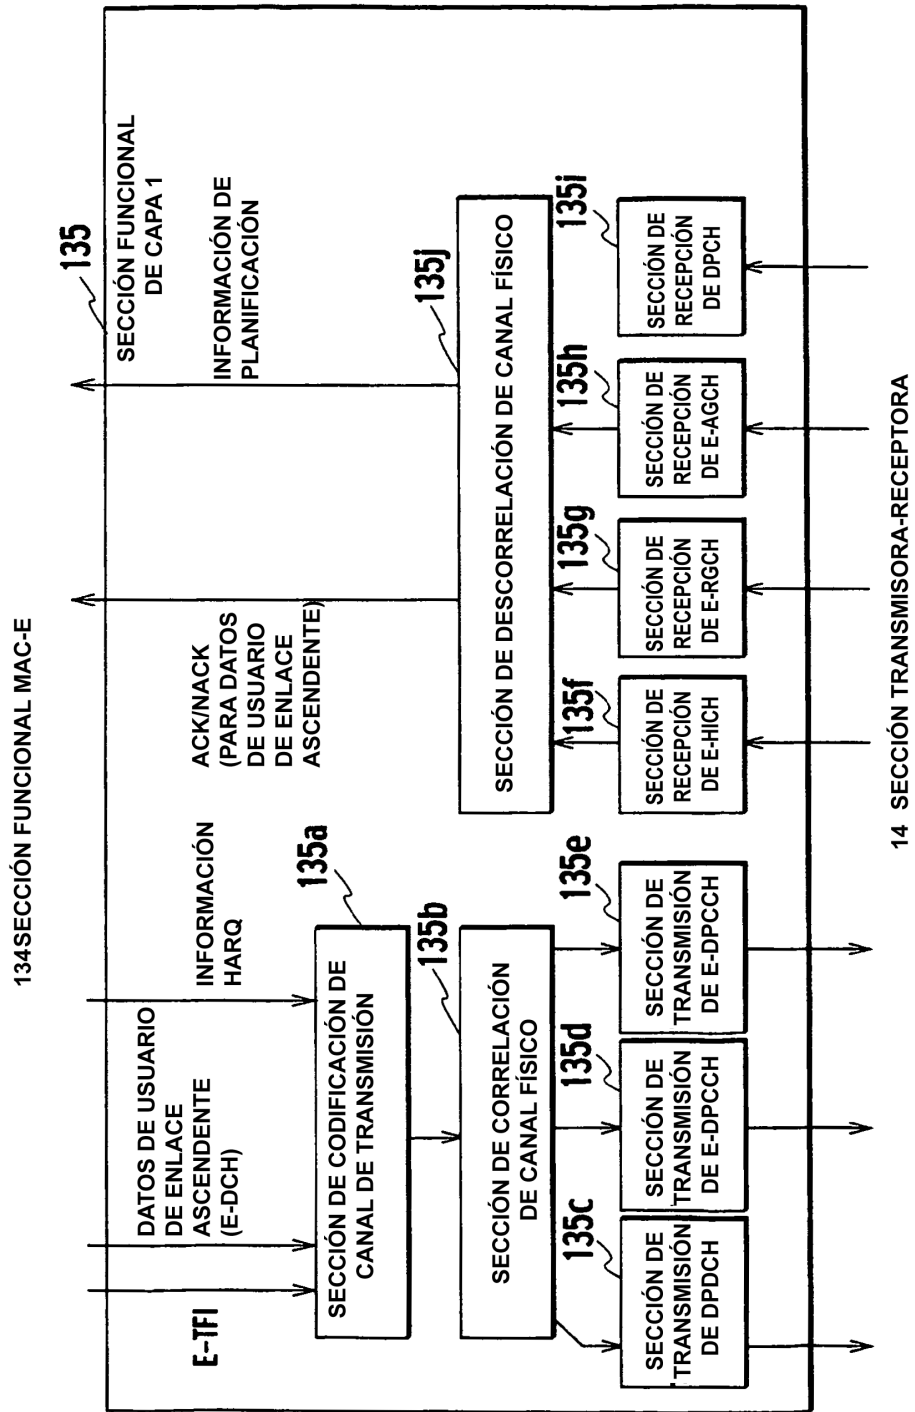 134SECCIÓN FUNCIONAL MAC-E
135
SECCIÓN FUNCIONAL
DE CAPA 1
E-TFI
DATOS DE USUARIO
DE ENLACE
ASCENDENTE
(E-DCH)
INFORMACIÓN
HARQ
ACK/NACK
(PARA DATOS
DE USUARIO
DE ENLACE
ASCENDENTE)
INFORMACIÓN DE
PLANIFICACIÓN
135a
SECCIÓN DE CODIFICACIÓN DE
CANAL DE TRANSMISIÓN
135b
SECCIÓN DE CORRELACIÓN
DE CANAL FÍSICO
135j
SECCIÓN DE DESCORRELACIÓN DE CANAL FÍSICO
135c
SECCIÓN DE
TRANSMISIÓN
DE DPDCH
135d
SECCIÓN DE
TRANSMISIÓN
DE E-DPCCH
135e
SECCIÓN DE
TRANSMISIÓN
DE E-DPCCH
135f
SECCIÓN DE
RECEPCIÓN
DE E-HICH
135g
SECCIÓN DE
RECEPCIÓN
DE E-RGCH
135h
SECCIÓN DE
RECEPCIÓN
DE E-AGCH
135i
SECCIÓN DE
RECEPCIÓN
DE DPCH
14 SECCIÓN TRANSMISORA-RECEPTORA